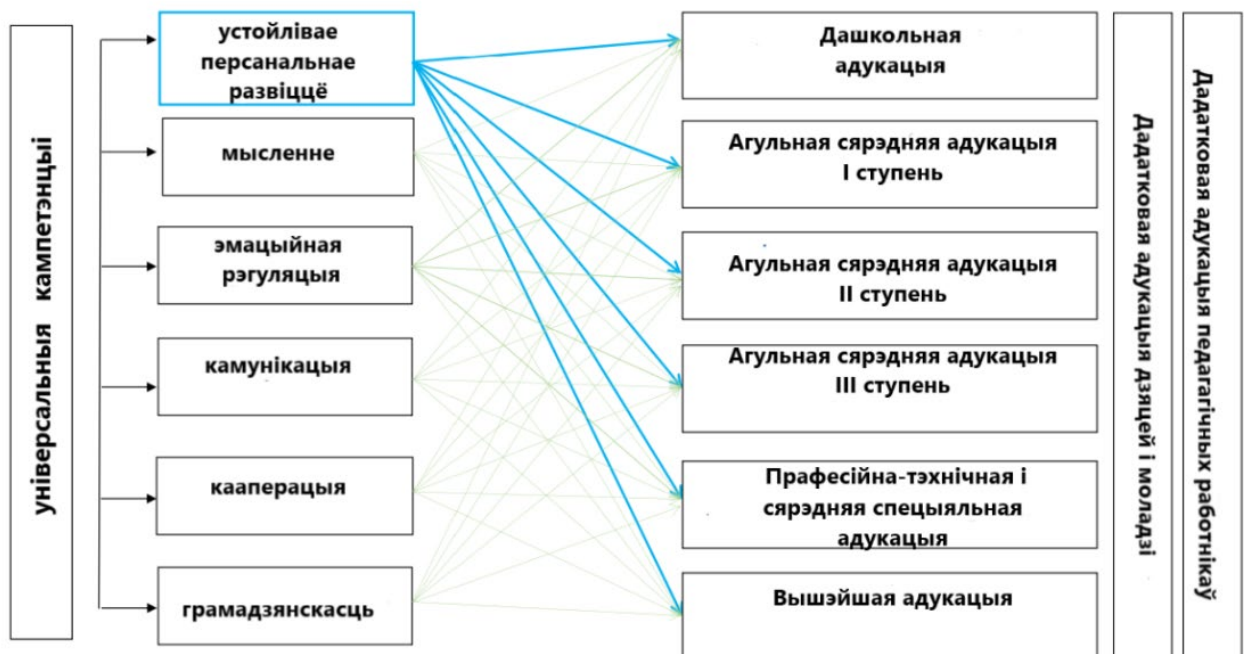 універсальныя кампетэнцыі
устойлівае
персанальнае
развіццё
мысленне
эмацыйная
рэгуляцыя
камунікацыя
кааперацыя
грамадзянскасць
Дашкольная
адукацыя
Агульная сярэдняя адукацыя
I ступень
Агульная сярэдняя адукацыя
II ступень
Агульная сярэдняя адукацыя
III ступень
Прафесійна-тэхнічная і
сярэдняя спецыяльная
адукацыя
Вышэйшая адукацыя
Дадатковая адукацыя дзяцей і моладзі
Дадатковая адукацыя педагагічных работнікаў